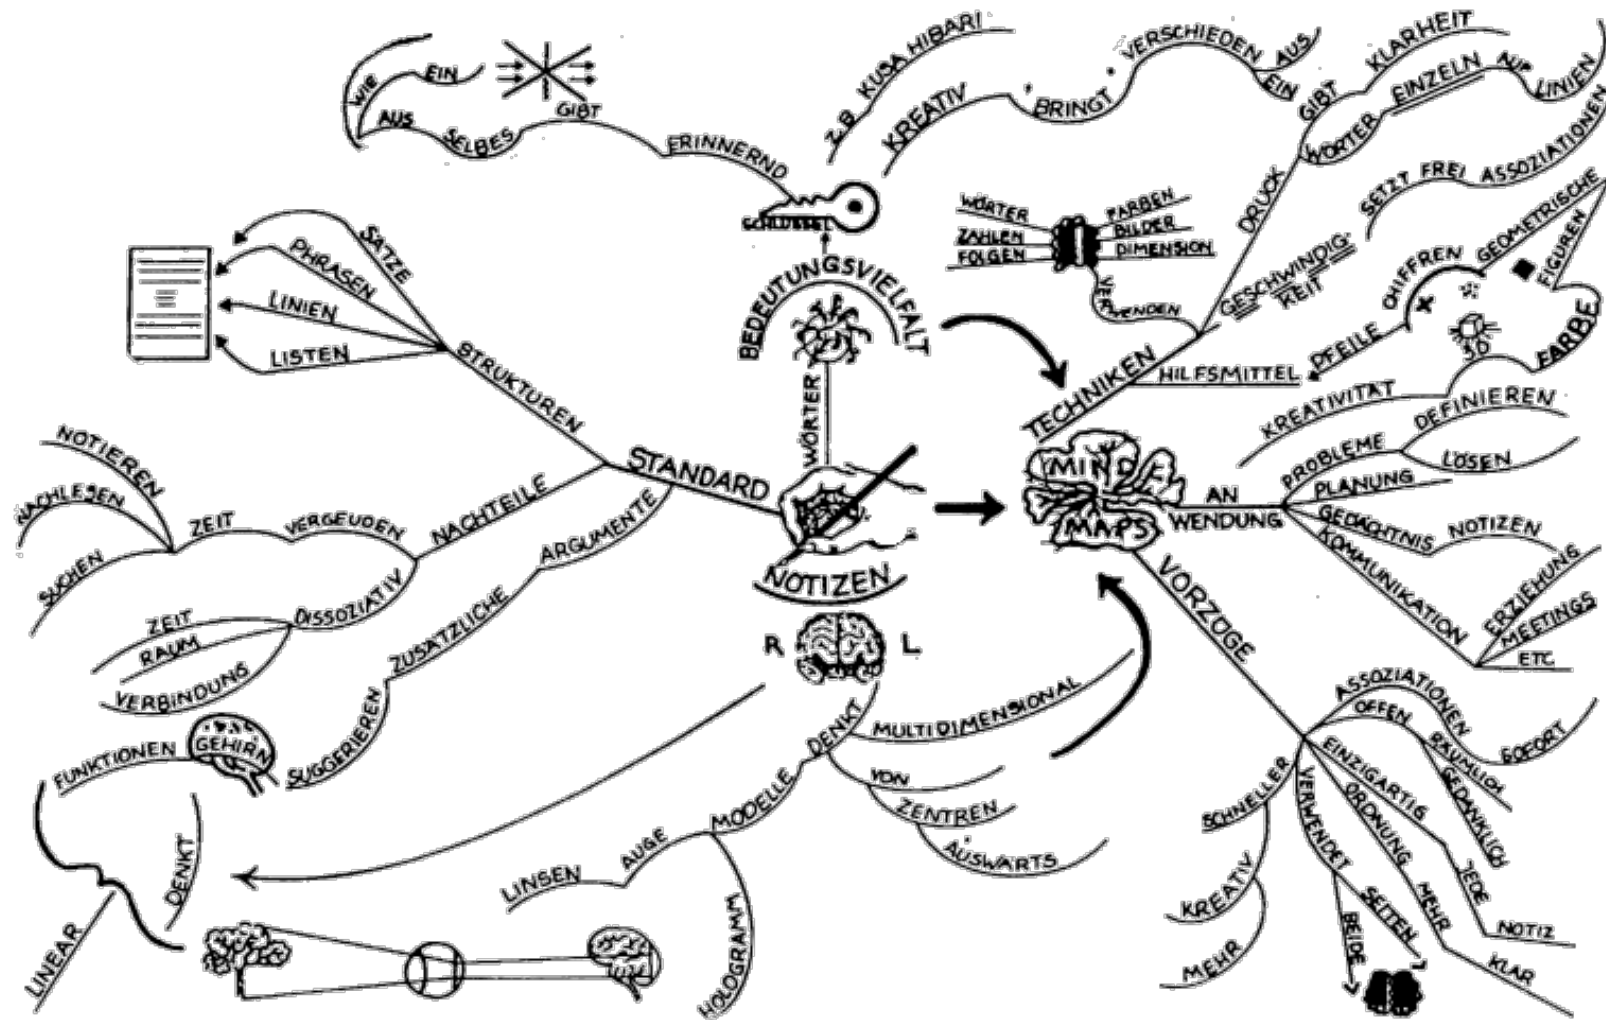 WIE
EIN
AUS
SELBES
GIBT
ERINNERND
Z.B. KUSA HIBARI
KREATIV
BRINGT
VERSCHIEDEN
AUS
EIN
SCHLÜSSEL
BEDEUTUNGSVIELFALT
WÖRTER
SÄTZE
PHRASEN
LINIEN
LISTEN
STRUKTUREN
STANDARD
NACHTEILE
VERGEUDEN
ZEIT
NOTIEREN
NACHLESEN
SUCHEN
DISSOZIATIV
ZEIT
RAUM
VERBINDUNG
ARGUMENTE
ZUSÄTZLICHE
SUGGERIEREN
GEHIRN
FUNKTIONEN
DENKT
LINEAR
NOTIZEN
R L
DENKT
MULTIDIMENSIONAL
VON
ZENTREN
AUSWÄRTS
MODELLE
AUGE
LINSEN
HOLOGRAMM
MIND
MAPS
TECHNIKEN
VERWENDEN
WÖRTER
ZAHLEN
FOLGEN
FARBEN
BILDER
DIMENSION
GESCHWINDIG-
KEIT
DRUCK
GIBT
KLARHEIT
WÖRTER
EINZELN
AUF
LINIEN
SETZT FREI ASSOZIATIONEN
HILFSMITTEL
PFEILE
CHIFFREN
GEOMETRISCHE
FIGUREN
3D
FARBE
KREATIVITÄT
AN
WENDUNG
PROBLEME
DEFINIEREN
LÖSEN
PLANUNG
GEDÄCHTNIS
NOTIZEN
KOMMUNIKATION
ERZIEHUNG
MEETINGS
ETC
VORZÜGE
ASSOZIATIONEN
SOFORT
OFFEN
RÄUMLICH
GEDANKLICH
EINZIGARTIG
JEDE
NOTIZ
ORDNUNG
MEHR
KLAR
VERWENDET
BEIDE
SEITEN
SCHNELLER
KREATIV
MEHR